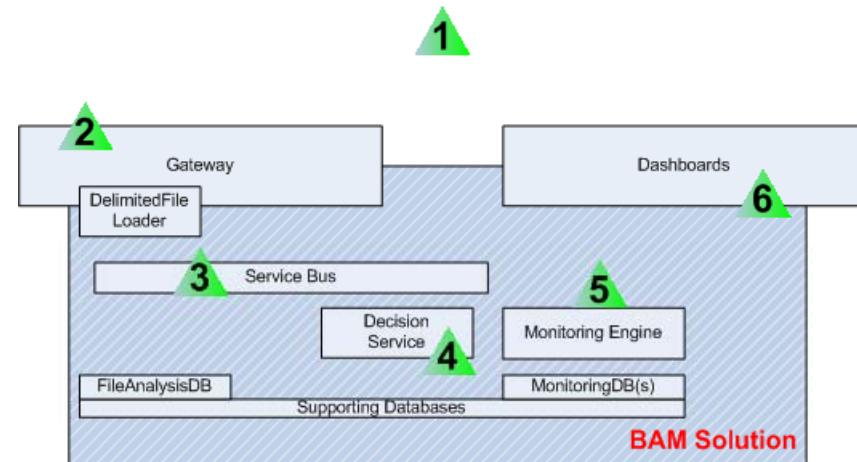 1
2
Gateway
Dashboards
DelimitedFile
Loader
6
3
Service Bus
5
Decision
Service
4
Monitoring Engine
FileAnalysisDB
MonitoringDB(s)
Supporting Databases
BAM Solution